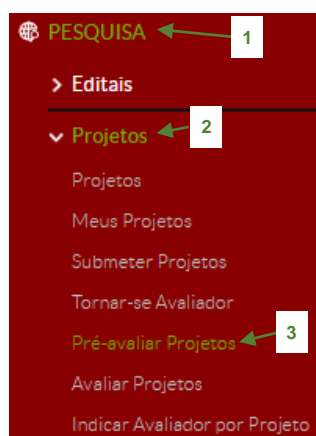 PESQUISA 1
Editais
Projetos 2
Projetos
Meus Projetos
Submeter Projetos
Tornar-se Avaliador
Pré-avaliar Projetos 3
Avaliar Projetos
Indicar Avaliador por Projeto